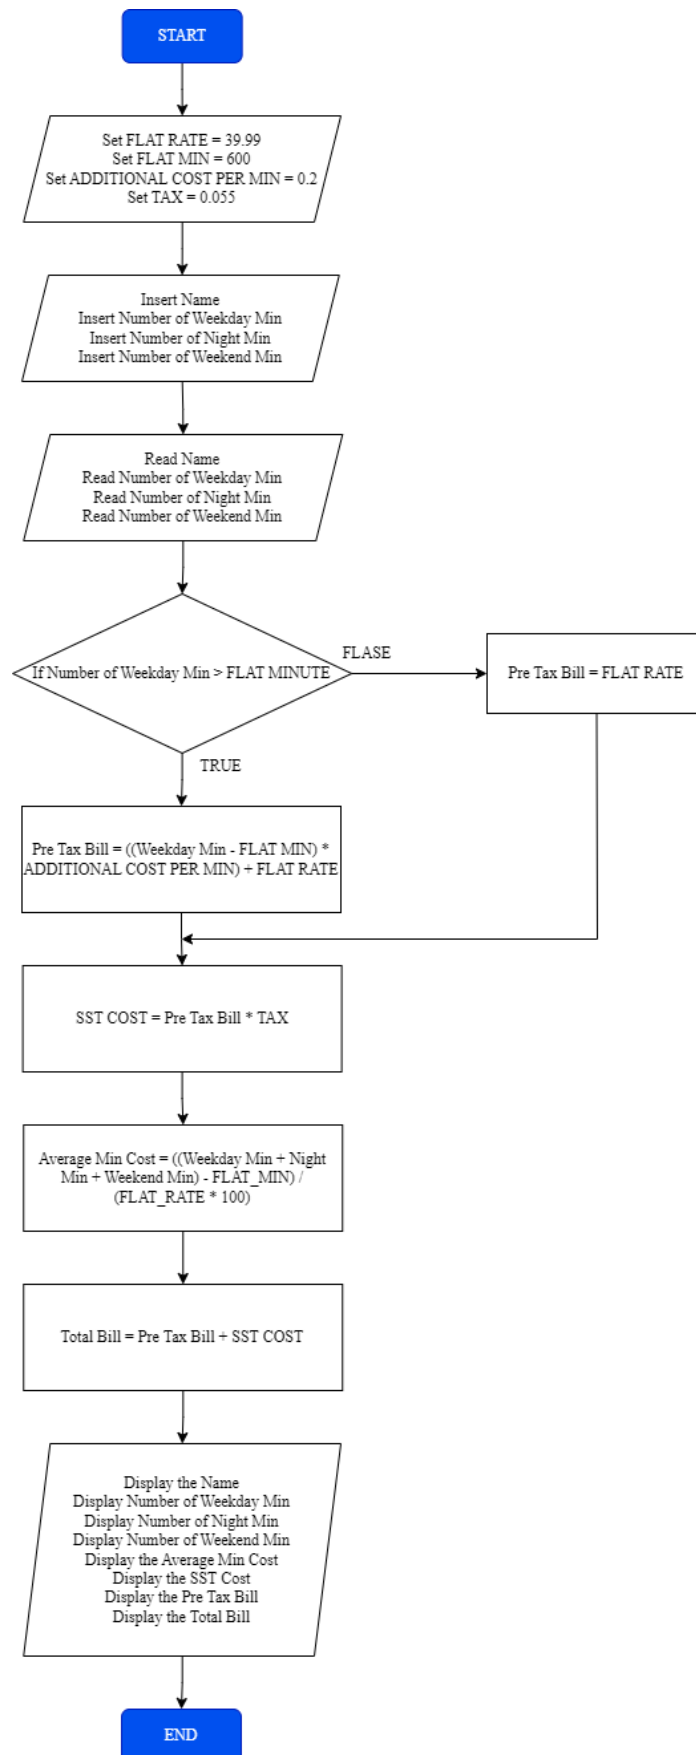 START
Set FLAT RATE = 39.99
Set FLAT MIN = 600
Set ADDITIONAL COST PER MIN = 0.2
Set TAX = 0.055
Insert Name
Insert Number of Weekday Min
Insert Number of Night Min
Insert Number of Weekend Min
Read Name
Read Number of Weekday Min
Read Number of Night Min
Read Number of Weekend Min
If Number of Weekday Min > FLAT MINUTE
FLASE
Pre Tax Bill = FLAT RATE
TRUE
Pre Tax Bill = ((Weekday Min - FLAT MIN) *
ADDITIONAL COST PER MIN) + FLAT RATE
SST COST = Pre Tax Bill * TAX
Average Min Cost = ((Weekday Min + Night
Min + Weekend Min) - FLAT_MIN) /
(FLAT_RATE * 100)
Total Bill = Pre Tax Bill + SST COST
Display the Name
Display Number of Weekday Min
Display Number of Night Min
Display Number of Weekend Min
Display the Average Min Cost
Display the SST Cost
Display the Pre Tax Bill
Display the Total Bill
END